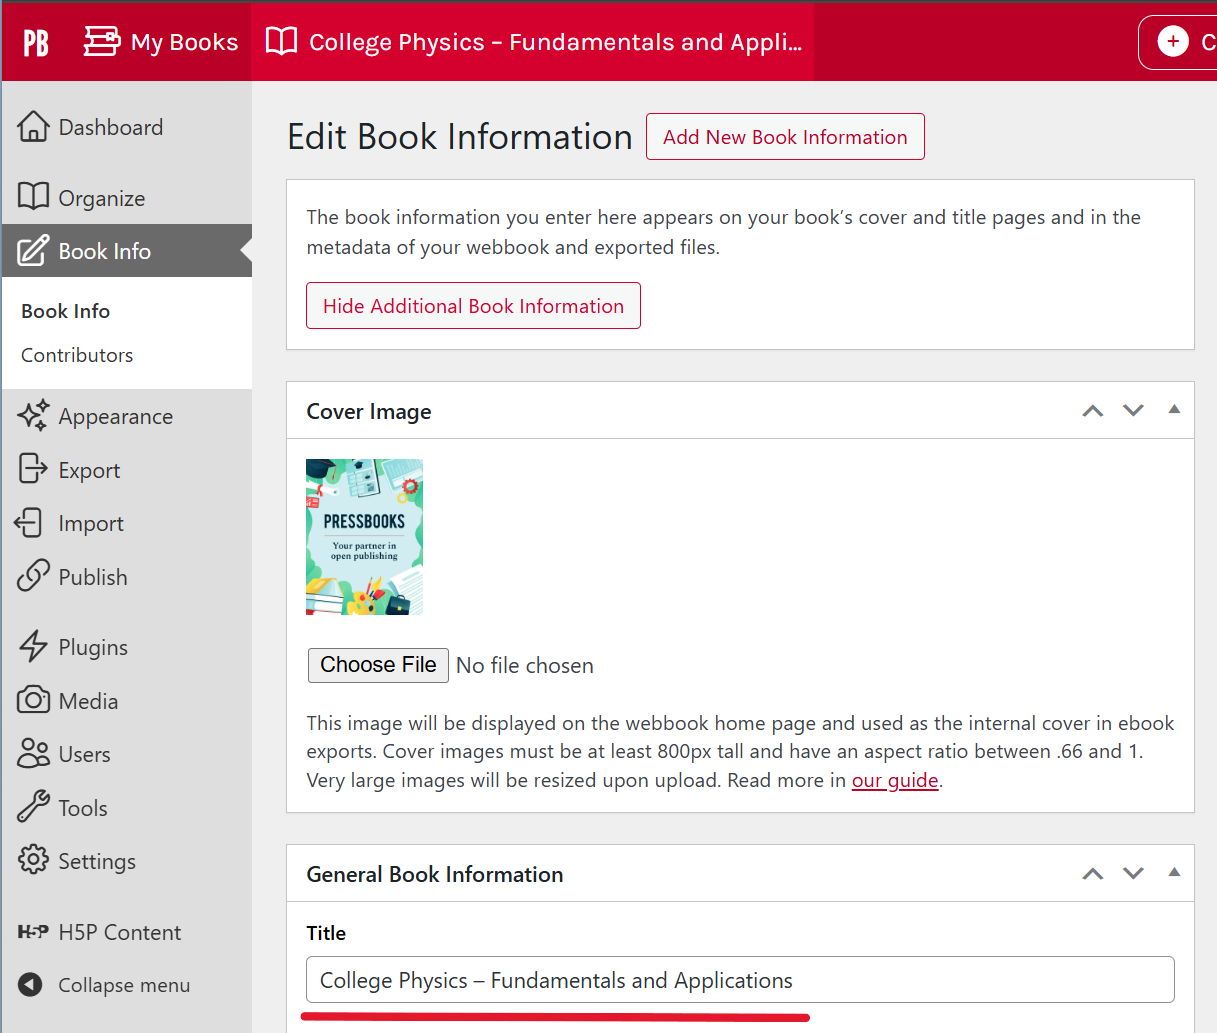 PB My Books College Physics – Fundamentals and Appli... C
Dashboard
Organize
Book Info
Book Info
Contributors
Appearance
Export
Import
Publish
Plugins
Media
Users
Tools
Settings
H5P H5P Content
Collapse menu
Edit Book Information Add New Book Information
The book information you enter here appears on your book’s cover and title pages and in the
metadata of your webbook and exported files.
Hide Additional Book Information
Cover Image
PRESSBOOKS
Your partner in
open publishing
Choose File No file chosen
This image will be displayed on the webbook home page and used as the internal cover in ebook
exports. Cover images must be at least 800px tall and have an aspect ratio between .66 and 1.
Very large images will be resized upon upload. Read more in our guide.
General Book Information
Title
College Physics – Fundamentals and Applications